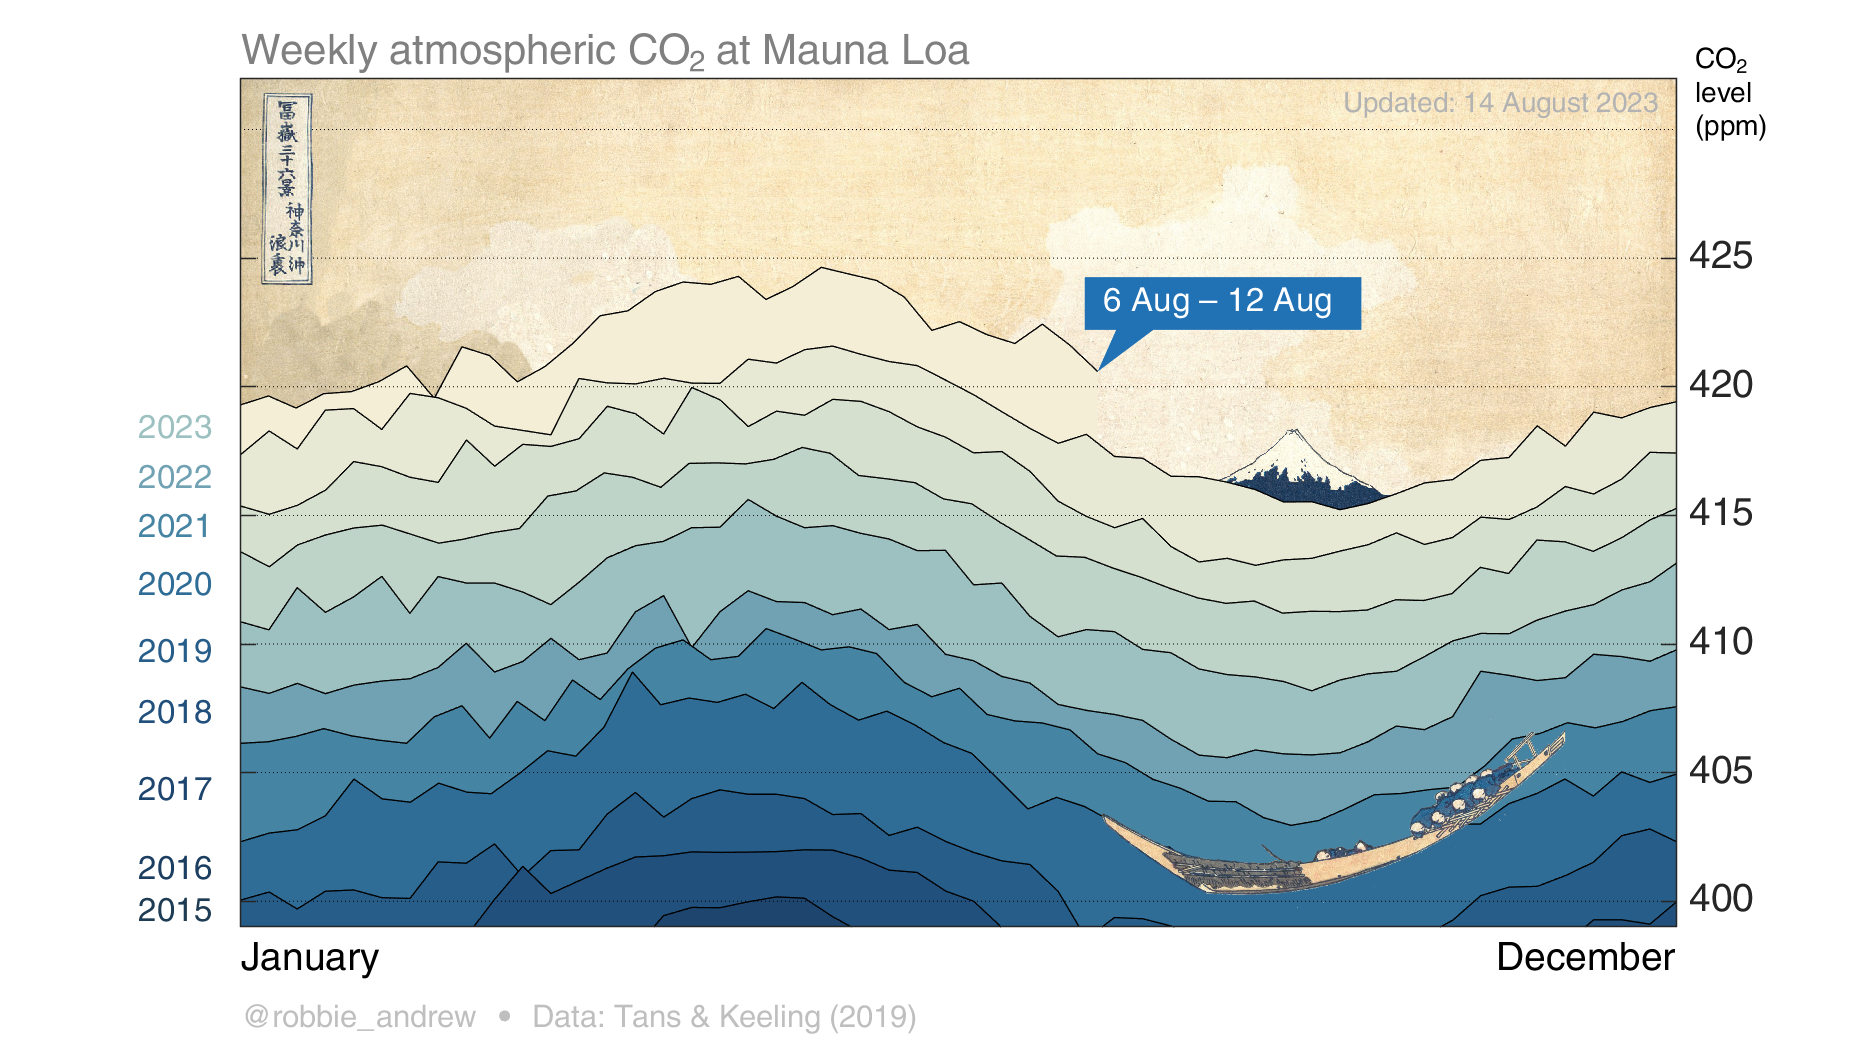 Weekly atmospheric CO₂ at Mauna Loa
CO₂
level
(ppm)
Updated: 14 August 2023
冨嶽三十六景
神奈川沖
浪裏
6 Aug – 12 Aug
425
420
415
410
405
400
2023
2022
2021
2020
2019
2018
2017
2016
2015
January
December
@robbie_andrew • Data: Tans & Keeling (2019)